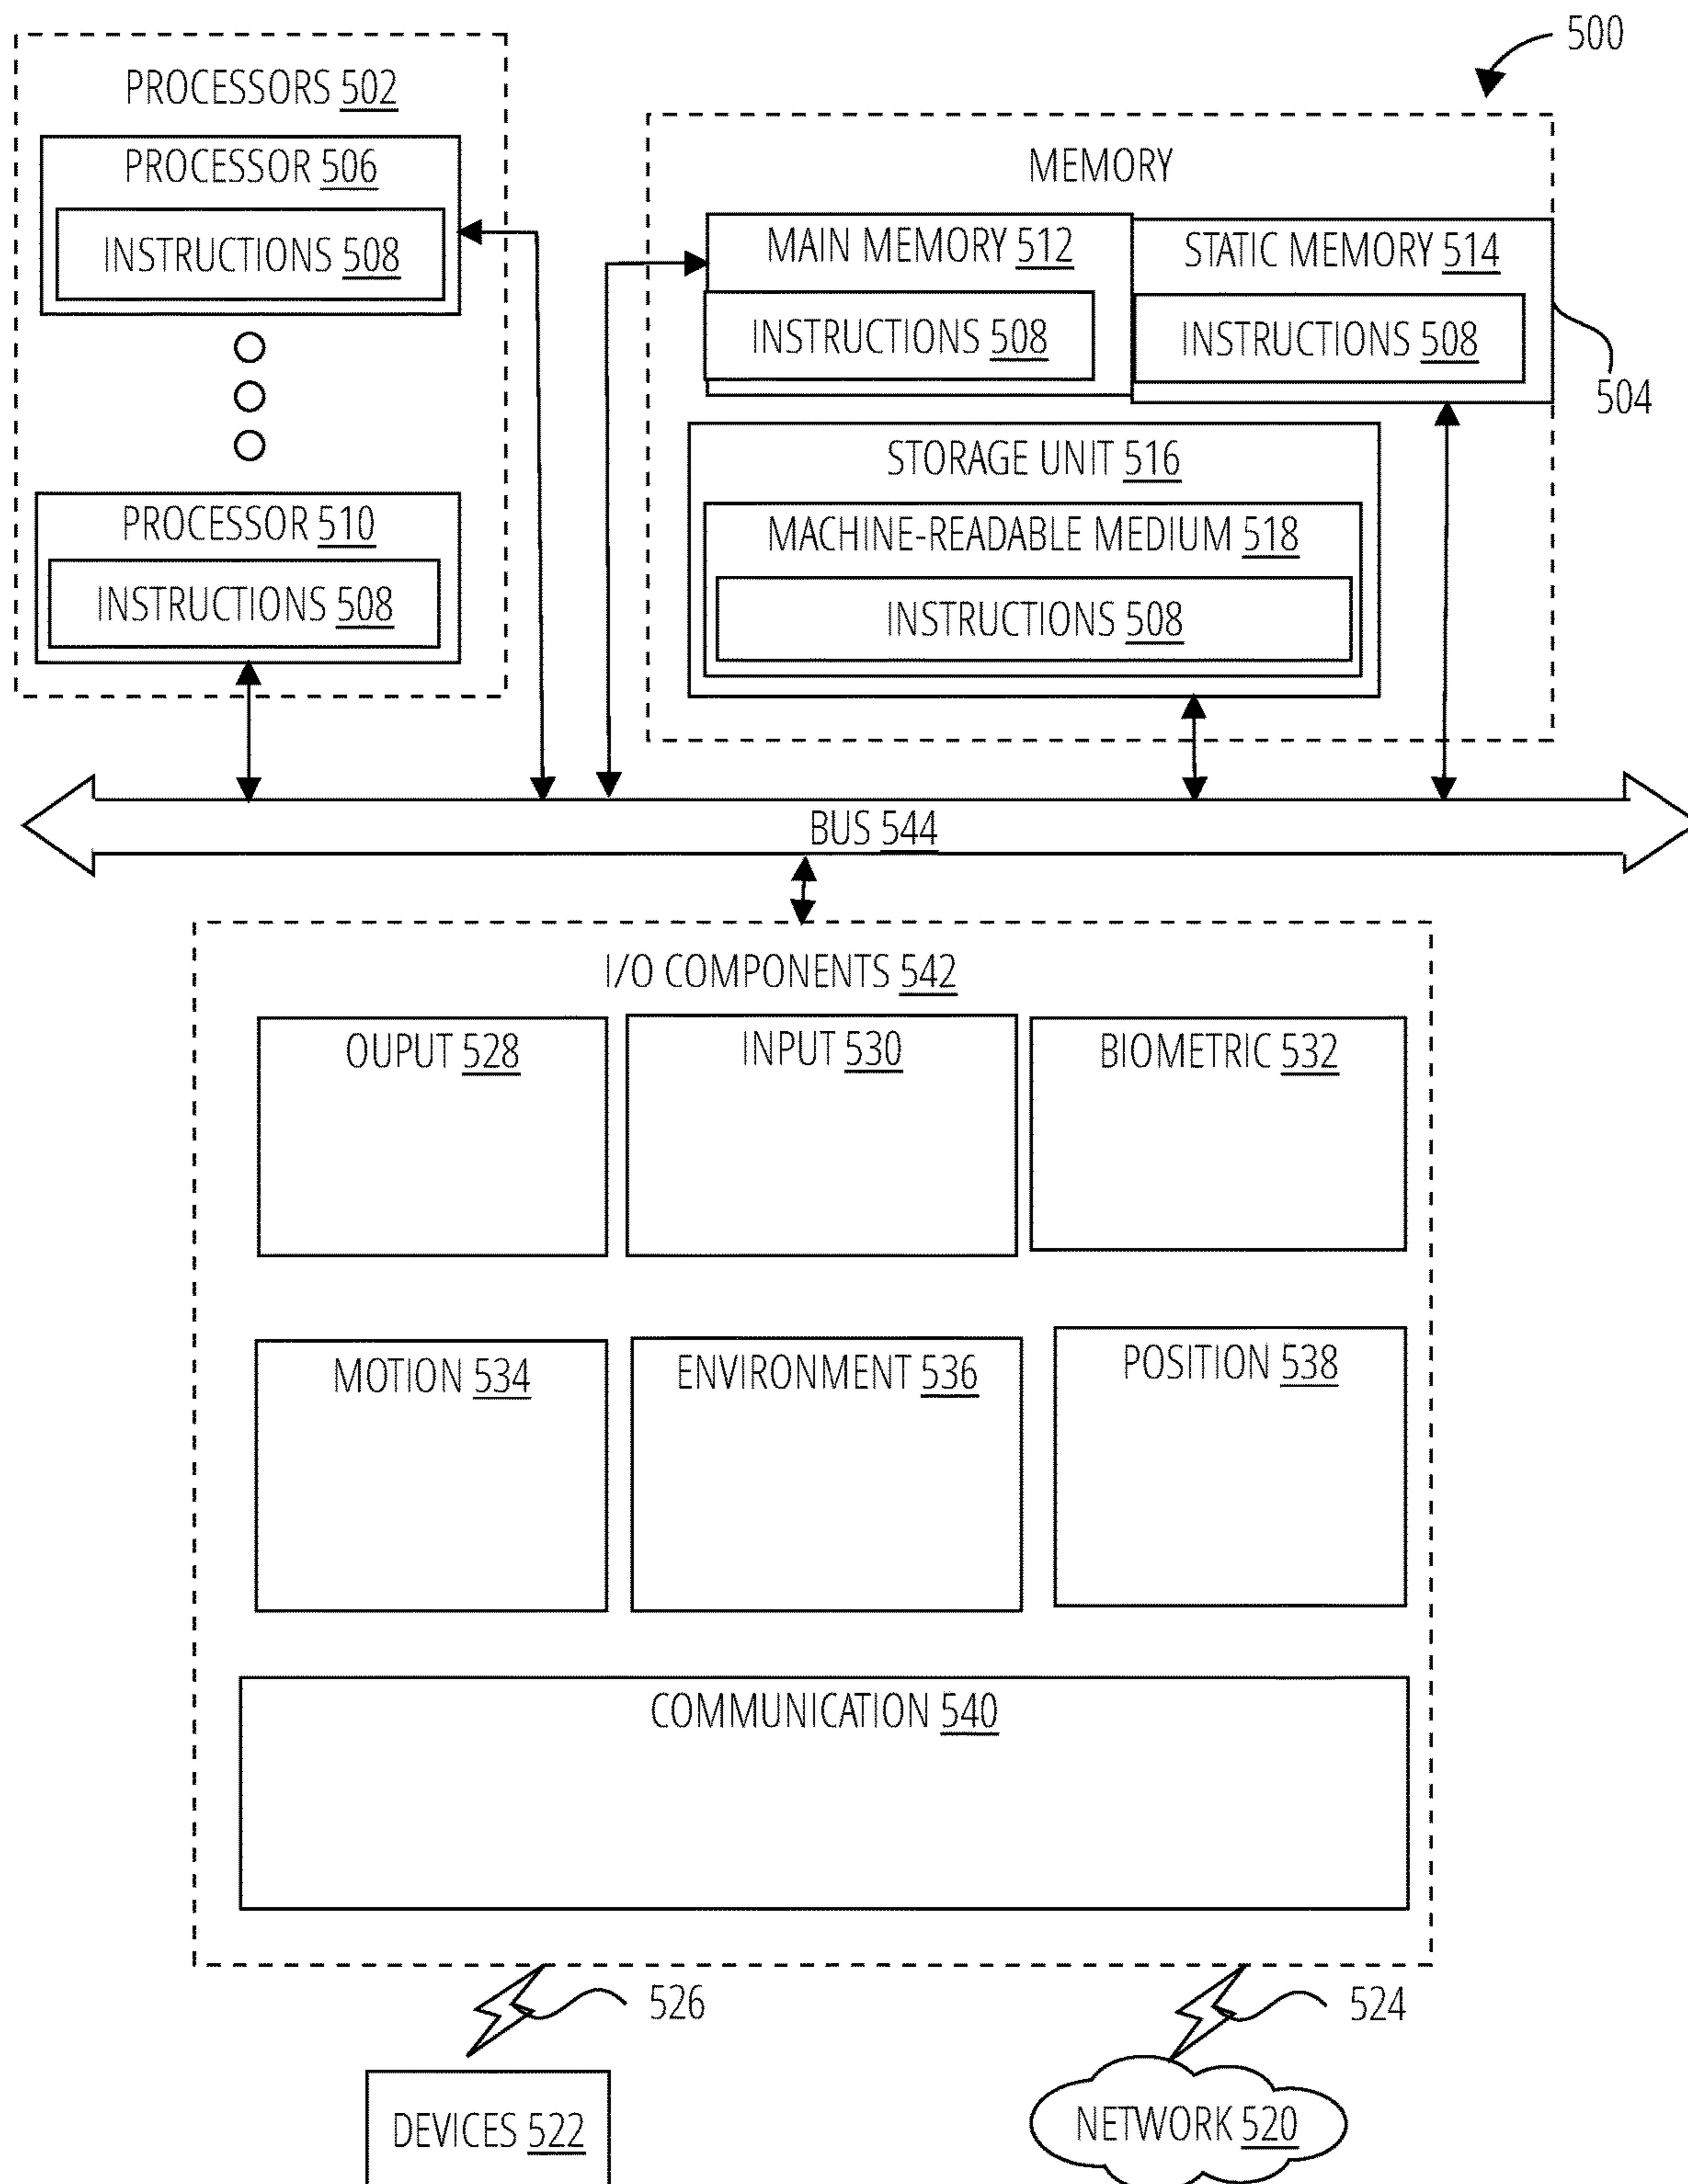 500
PROCESSORS 502
PROCESSOR 506
INSTRUCTIONS 508
PROCESSOR 510
INSTRUCTIONS 508
MEMORY
MAIN MEMORY 512
INSTRUCTIONS 508
STATIC MEMORY 514
INSTRUCTIONS 508
504
STORAGE UNIT 516
MACHINE-READABLE MEDIUM 518
INSTRUCTIONS 508
BUS 544
I/O COMPONENTS 542
OUPUT 528
INPUT 530
BIOMETRIC 532
MOTION 534
ENVIRONMENT 536
POSITION 538
COMMUNICATION 540
526
524
DEVICES 522
NETWORK 520